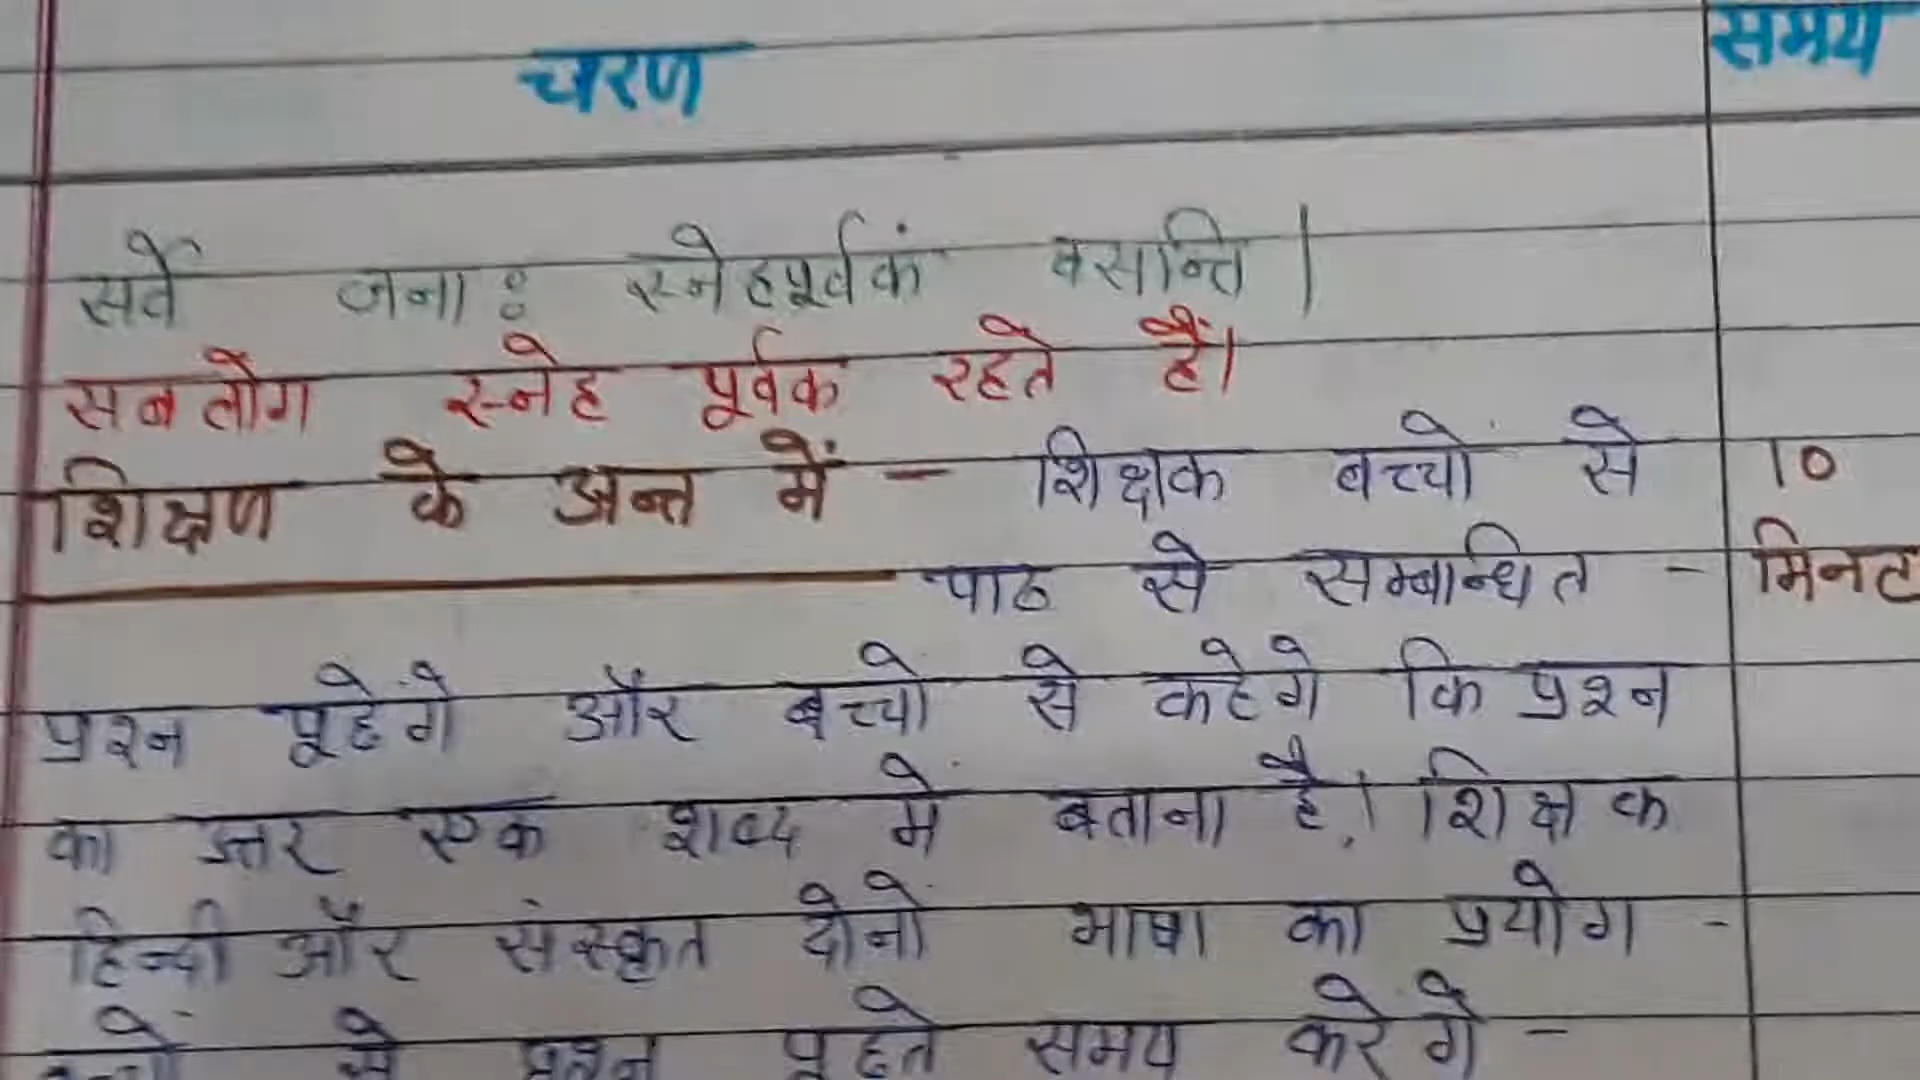 चरण समय
सर्वे जनाः स्नेहपूर्वकं वसन्ति।
सब लोग स्नेह पूर्वक रहते हैं।
शिक्षण के अन्त में - शिक्षक बच्चों से 10
पाठ से सम्बान्धित - मिनट
प्रश्न पूछेगे और बच्चो से कहेगे कि प्रश्न
का उत्तर एक शब्द में बताना है। शिक्षक
हिन्दी और संस्कृत दोनों भाषा का प्रयोग -
बच्चों से प्रश्न पूछते समय करेगे -